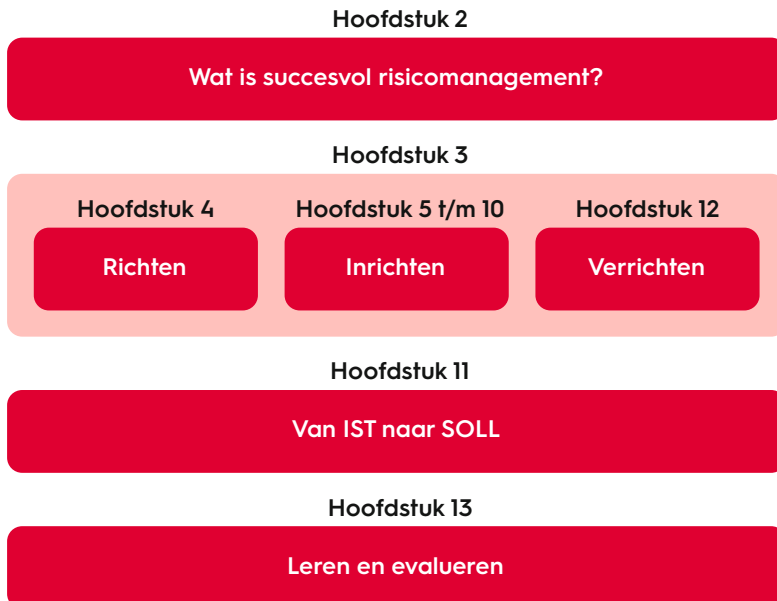 Hoofdstuk 2
Wat is succesvol risicomanagement?
Hoofdstuk 3
Hoofdstuk 4
Richten
Hoofdstuk 5 t/m 10
Inrichten
Hoofdstuk 12
Verrichten
Hoofdstuk 11
Van IST naar SOLL
Hoofdstuk 13
Leren en evalueren